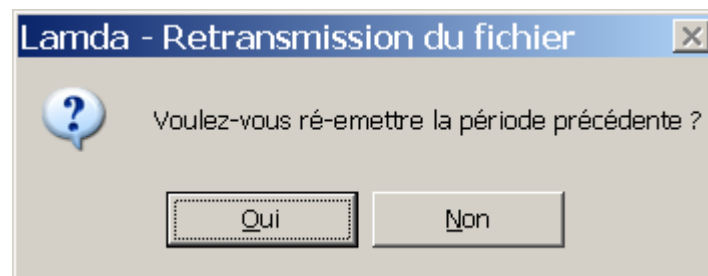 Lamda - Retransmission du fichier
Voulez-vous ré-emettre la période précédente ?
Oui Non